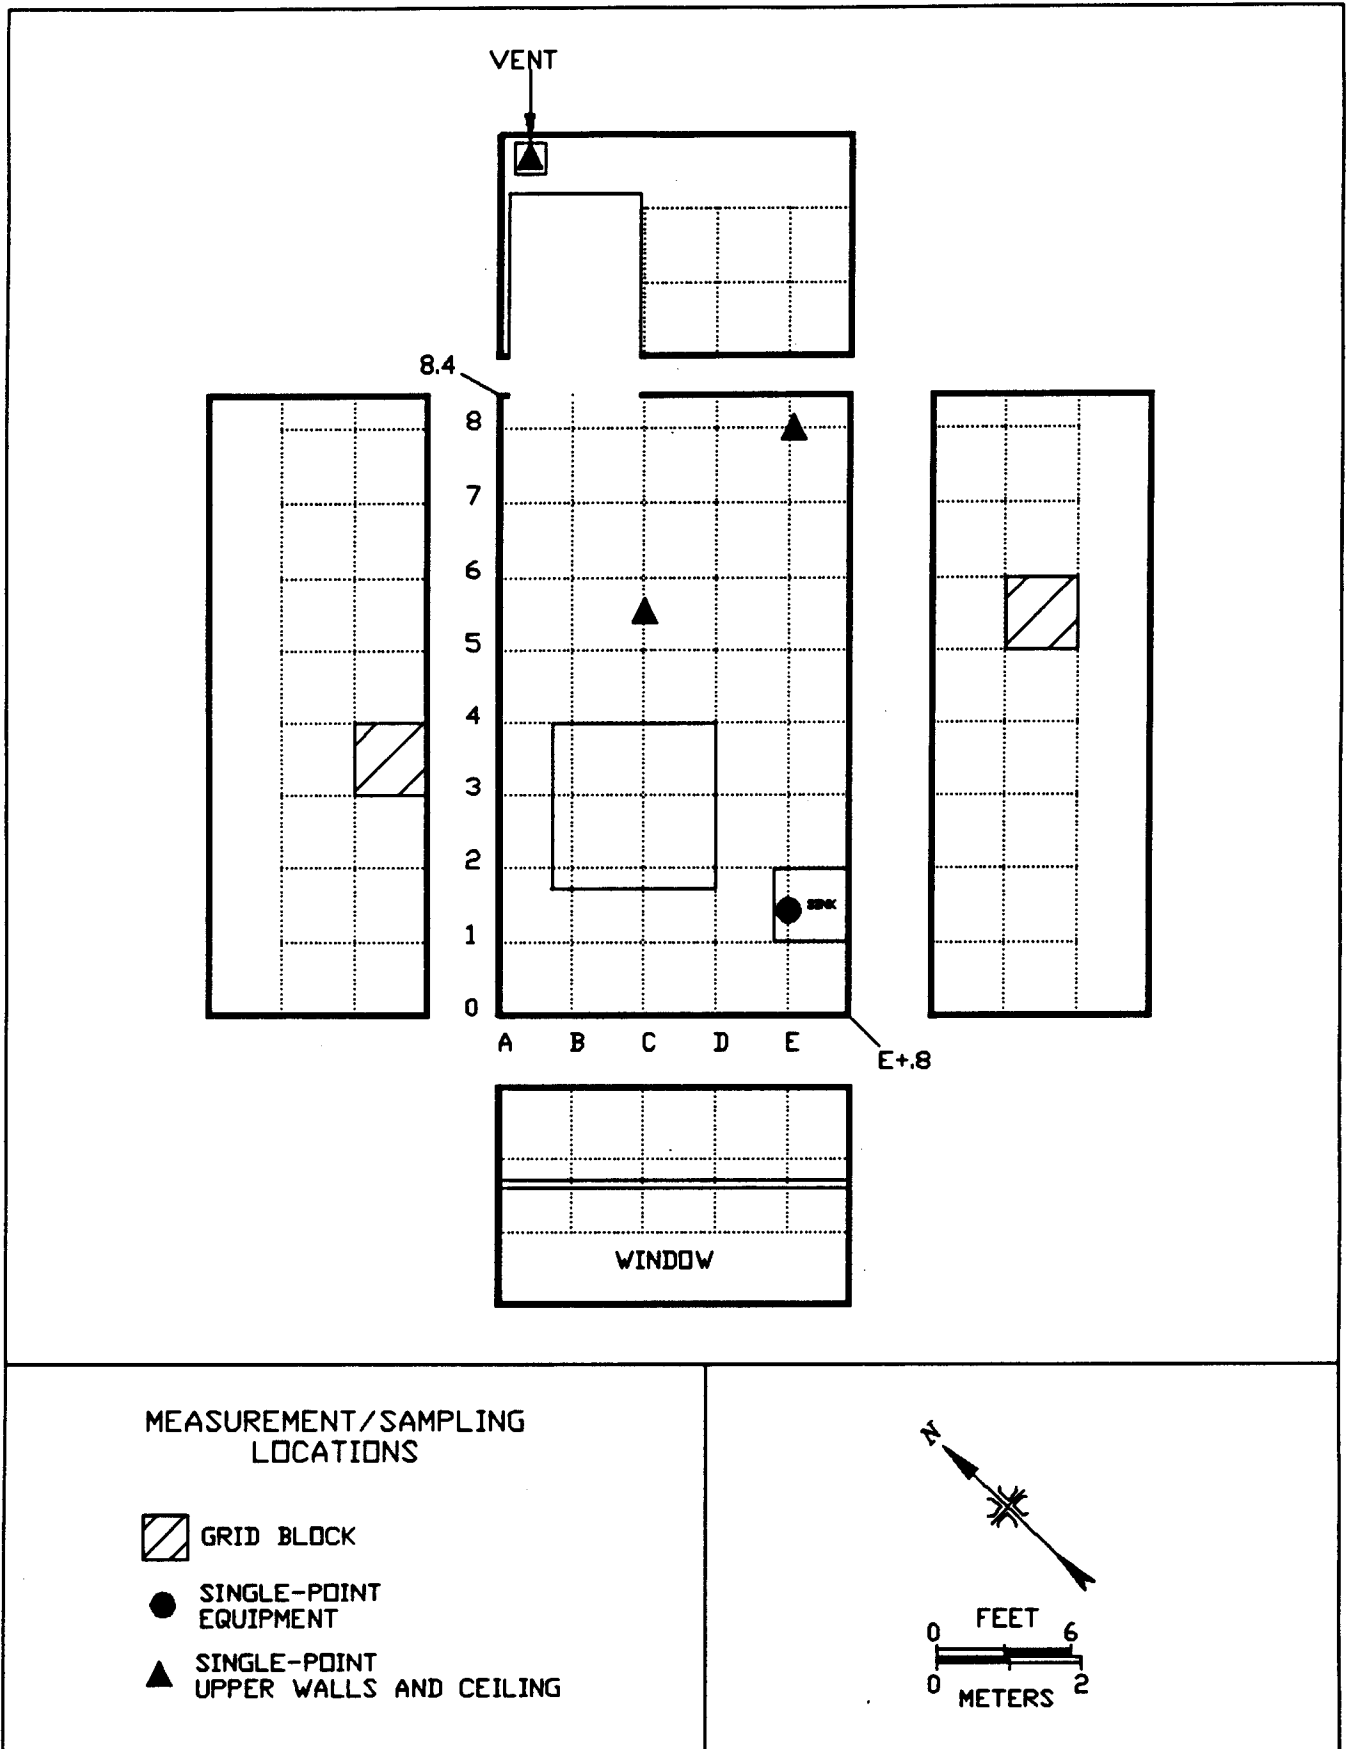 VENT
8.4
8
7
6
5
4
3
2
SINK
1
0
A B C D E
E+.8
WINDOW
MEASUREMENT/SAMPLING
LOCATIONS
GRID BLOCK
SINGLE-POINT
EQUIPMENT
SINGLE-POINT
UPPER WALLS AND CEILING
N
FEET
0 6
0 2
METERS